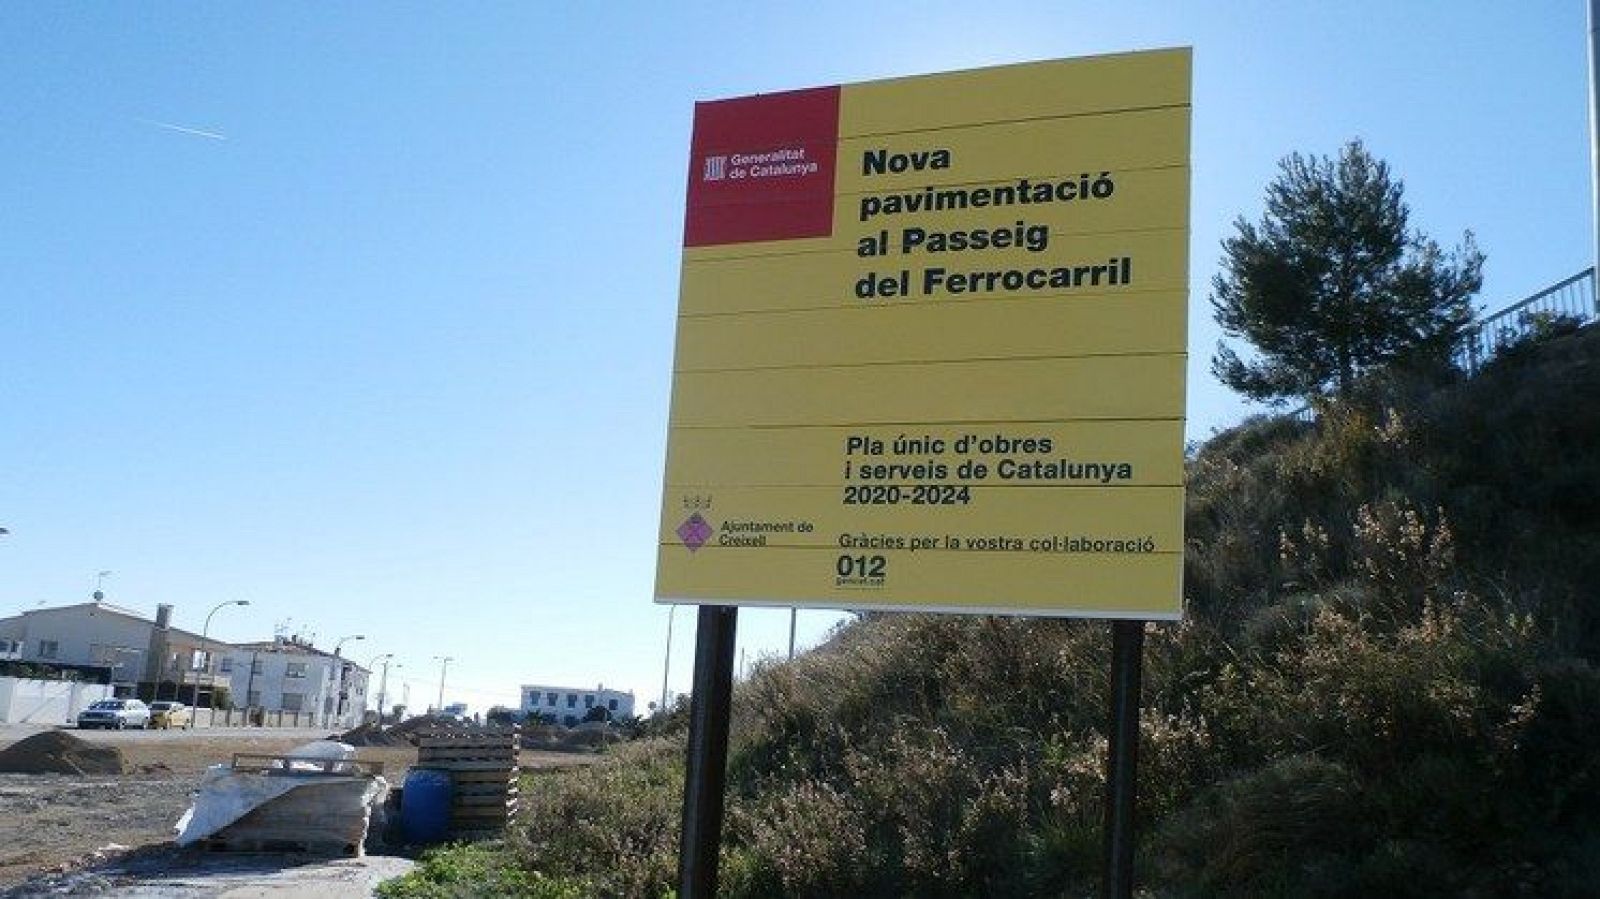 Generalitat
de Catalunya
Nova
pavimentació
al Passeig
del Ferrocarril
Pla únic d'obres
i serveis de Catalunya
2020-2024
Ajuntament de
Creixell
Gràcies per la vostra col·laboració
012
gencat.cat